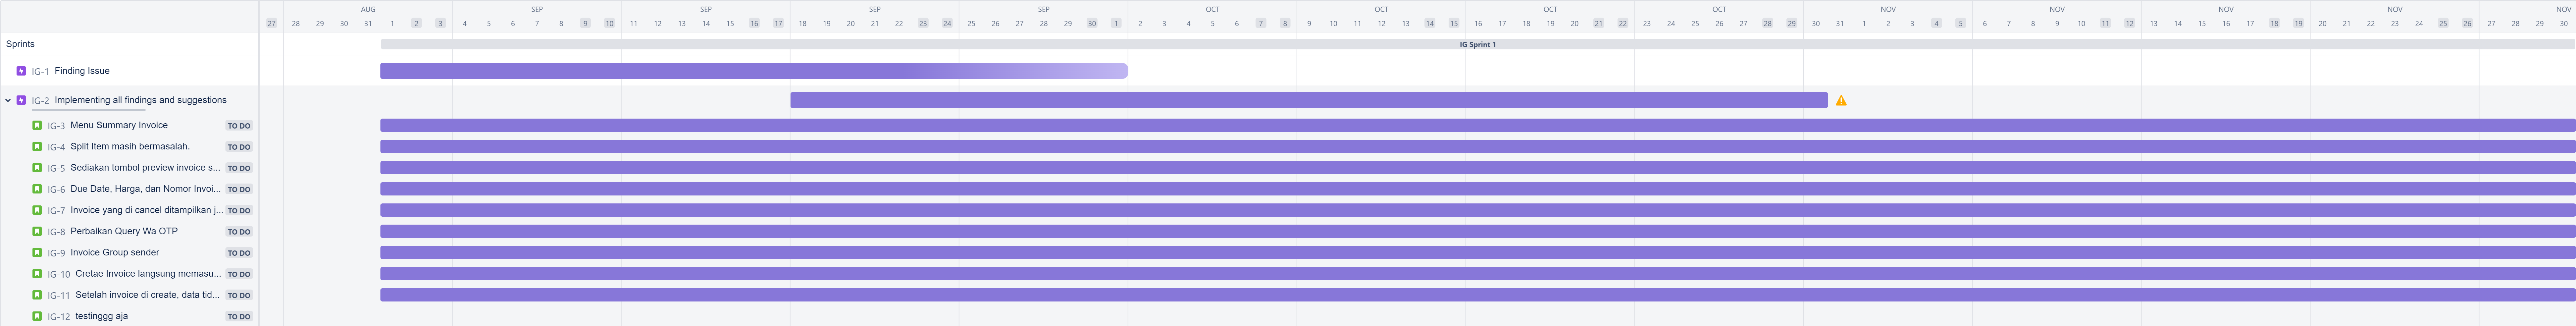 AUG SEP SEP SEP SEP OCT OCT OCT OCT NOV NOV NOV NOV NOV
27 28 29 30 31 1 2 3 4 5 6 7 8 9 10 11 12 13 14 15 16 17 18 19 20 21 22 23 24 25 26 27 28 29 30 1 2 3 4 5 6 7 8 9 10 11 12 13 14 15 16 17 18 19 20 21 22 23 24 25 26 27 28 29 30 31 1 2 3 4 5 6 7 8 9 10 11 12 13 14 15 16 17 18 19 20 21 22 23 24 25 26 27 28 29 30
Sprints IG Sprint 1
IG-1 Finding Issue
IG-2 Implementing all findings and suggestions
IG-3 Menu Summary Invoice TO DO
IG-4 Split Item masih bermasalah. TO DO
IG-5 Sediakan tombol preview invoice s... TO DO
IG-6 Due Date, Harga, dan Nomor Invoi... TO DO
IG-7 Invoice yang di cancel ditampilkan j... TO DO
IG-8 Perbaikan Query Wa OTP TO DO
IG-9 Invoice Group sender TO DO
IG-10 Cretae Invoice langsung memasu... TO DO
IG-11 Setelah invoice di create, data tid... TO DO
IG-12 testinggg aja TO DO